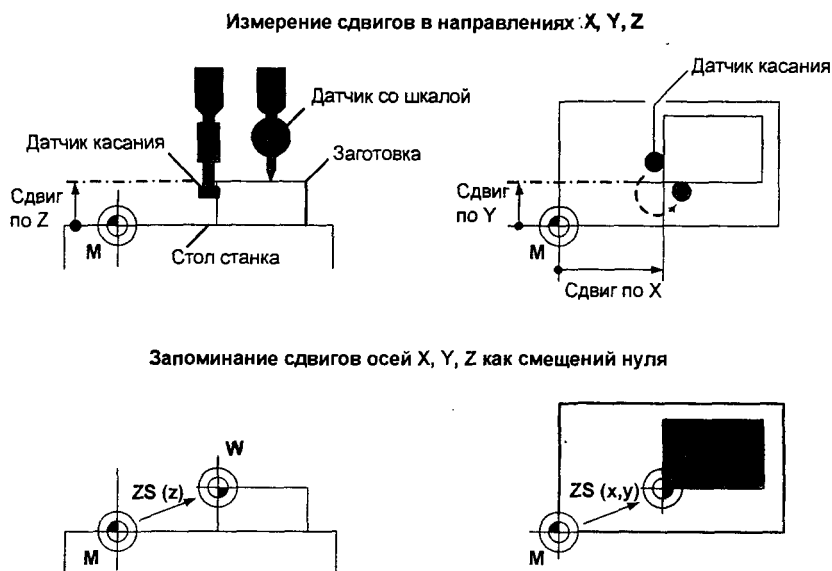 Измерение сдвигов в направлениях X, Y, Z
Датчик касания
Датчик со шкалой
Датчик касания
Заготовка
Сдвиг
по Z
Сдвиг
по Y
M
Стол станка
M
Сдвиг по X
Запоминание сдвигов осей X, Y, Z как смещений нуля
W
ZS (z)
ZS (x,y)
M
M